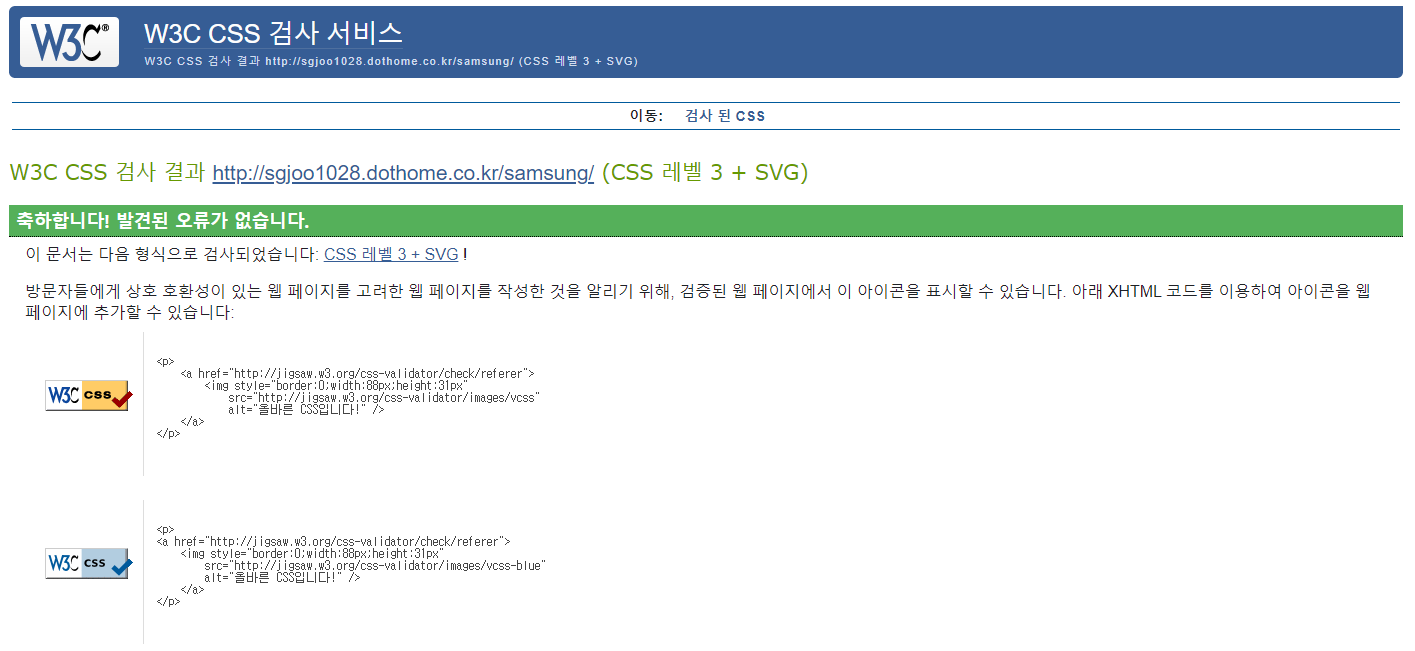 W3C®
W3C CSS 검사 서비스
W3C CSS 검사 결과 http://sgjoo1028.dothome.co.kr/samsung/ (CSS 레벨 3 + SVG)
이동: 검사 된 CSS
W3C CSS 검사 결과 http://sgjoo1028.dothome.co.kr/samsung/ (CSS 레벨 3 + SVG)
축하합니다! 발견된 오류가 없습니다.
이 문서는 다음 형식으로 검사되었습니다: CSS 레벨 3 + SVG !
방문자들에게 상호 호환성이 있는 웹 페이지를 고려한 웹 페이지를 작성한 것을 알리기 위해, 검증된 웹 페이지에서 이 아이콘을 표시할 수 있습니다. 아래 XHTML 코드를 이용하여 아이콘을 웹
페이지에 추가할 수 있습니다:
W3C css
<p>
<a href="http://jigsaw.w3.org/css-validator/check/referer">
<img style="border:0;width:88px;height:31px"
src="http://jigsaw.w3.org/css-validator/images/vcss"
alt="올바른 CSS입니다!" />
</a>
</p>
W3C css
<p>
<a href="http://jigsaw.w3.org/css-validator/check/referer">
<img style="border:0;width:88px;height:31px"
src="http://jigsaw.w3.org/css-validator/images/vcss-blue"
alt="올바른 CSS입니다!" />
</a>
</p>